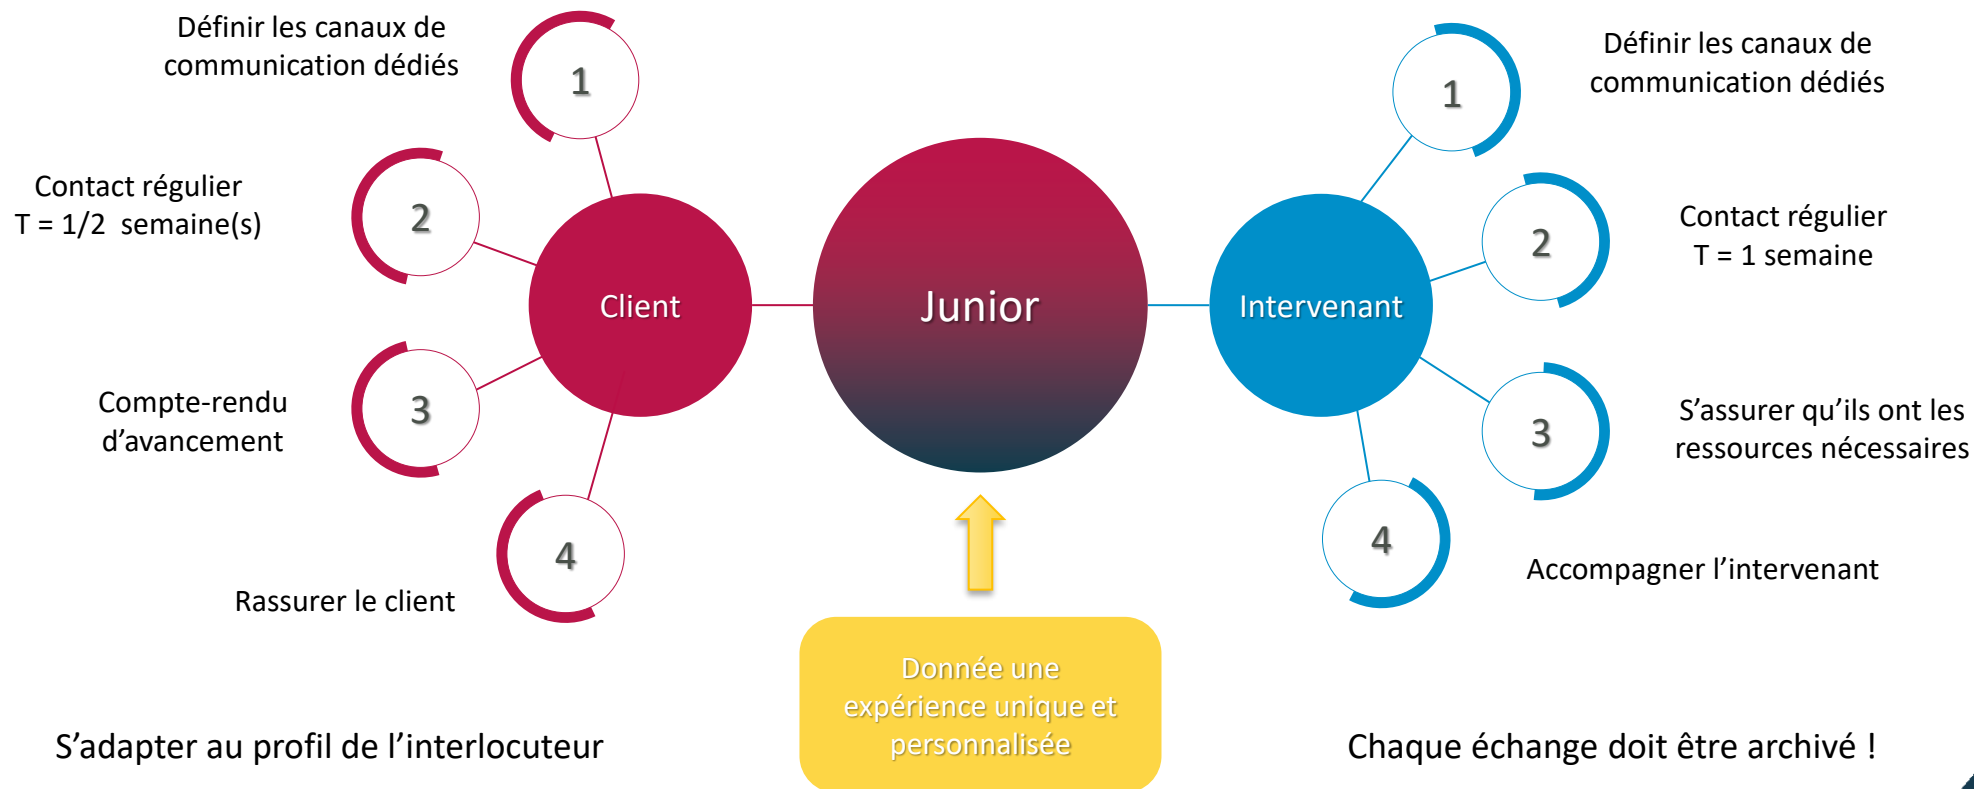 Définir les canaux de
communication dédiés
1
Contact régulier
T = 1/2 semaine(s)
2
Compte-rendu
d’avancement
3
Rassurer le client
4
Client
Junior
Intervenant
Définir les canaux de
communication dédiés
1
Contact régulier
T = 1 semaine
2
S’assurer qu’ils ont les
ressources nécessaires
3
Accompagner l’intervenant
4
Donnée une
expérience unique et
personnalisée
S’adapter au profil de l’interlocuteur
Chaque échange doit être archivé !